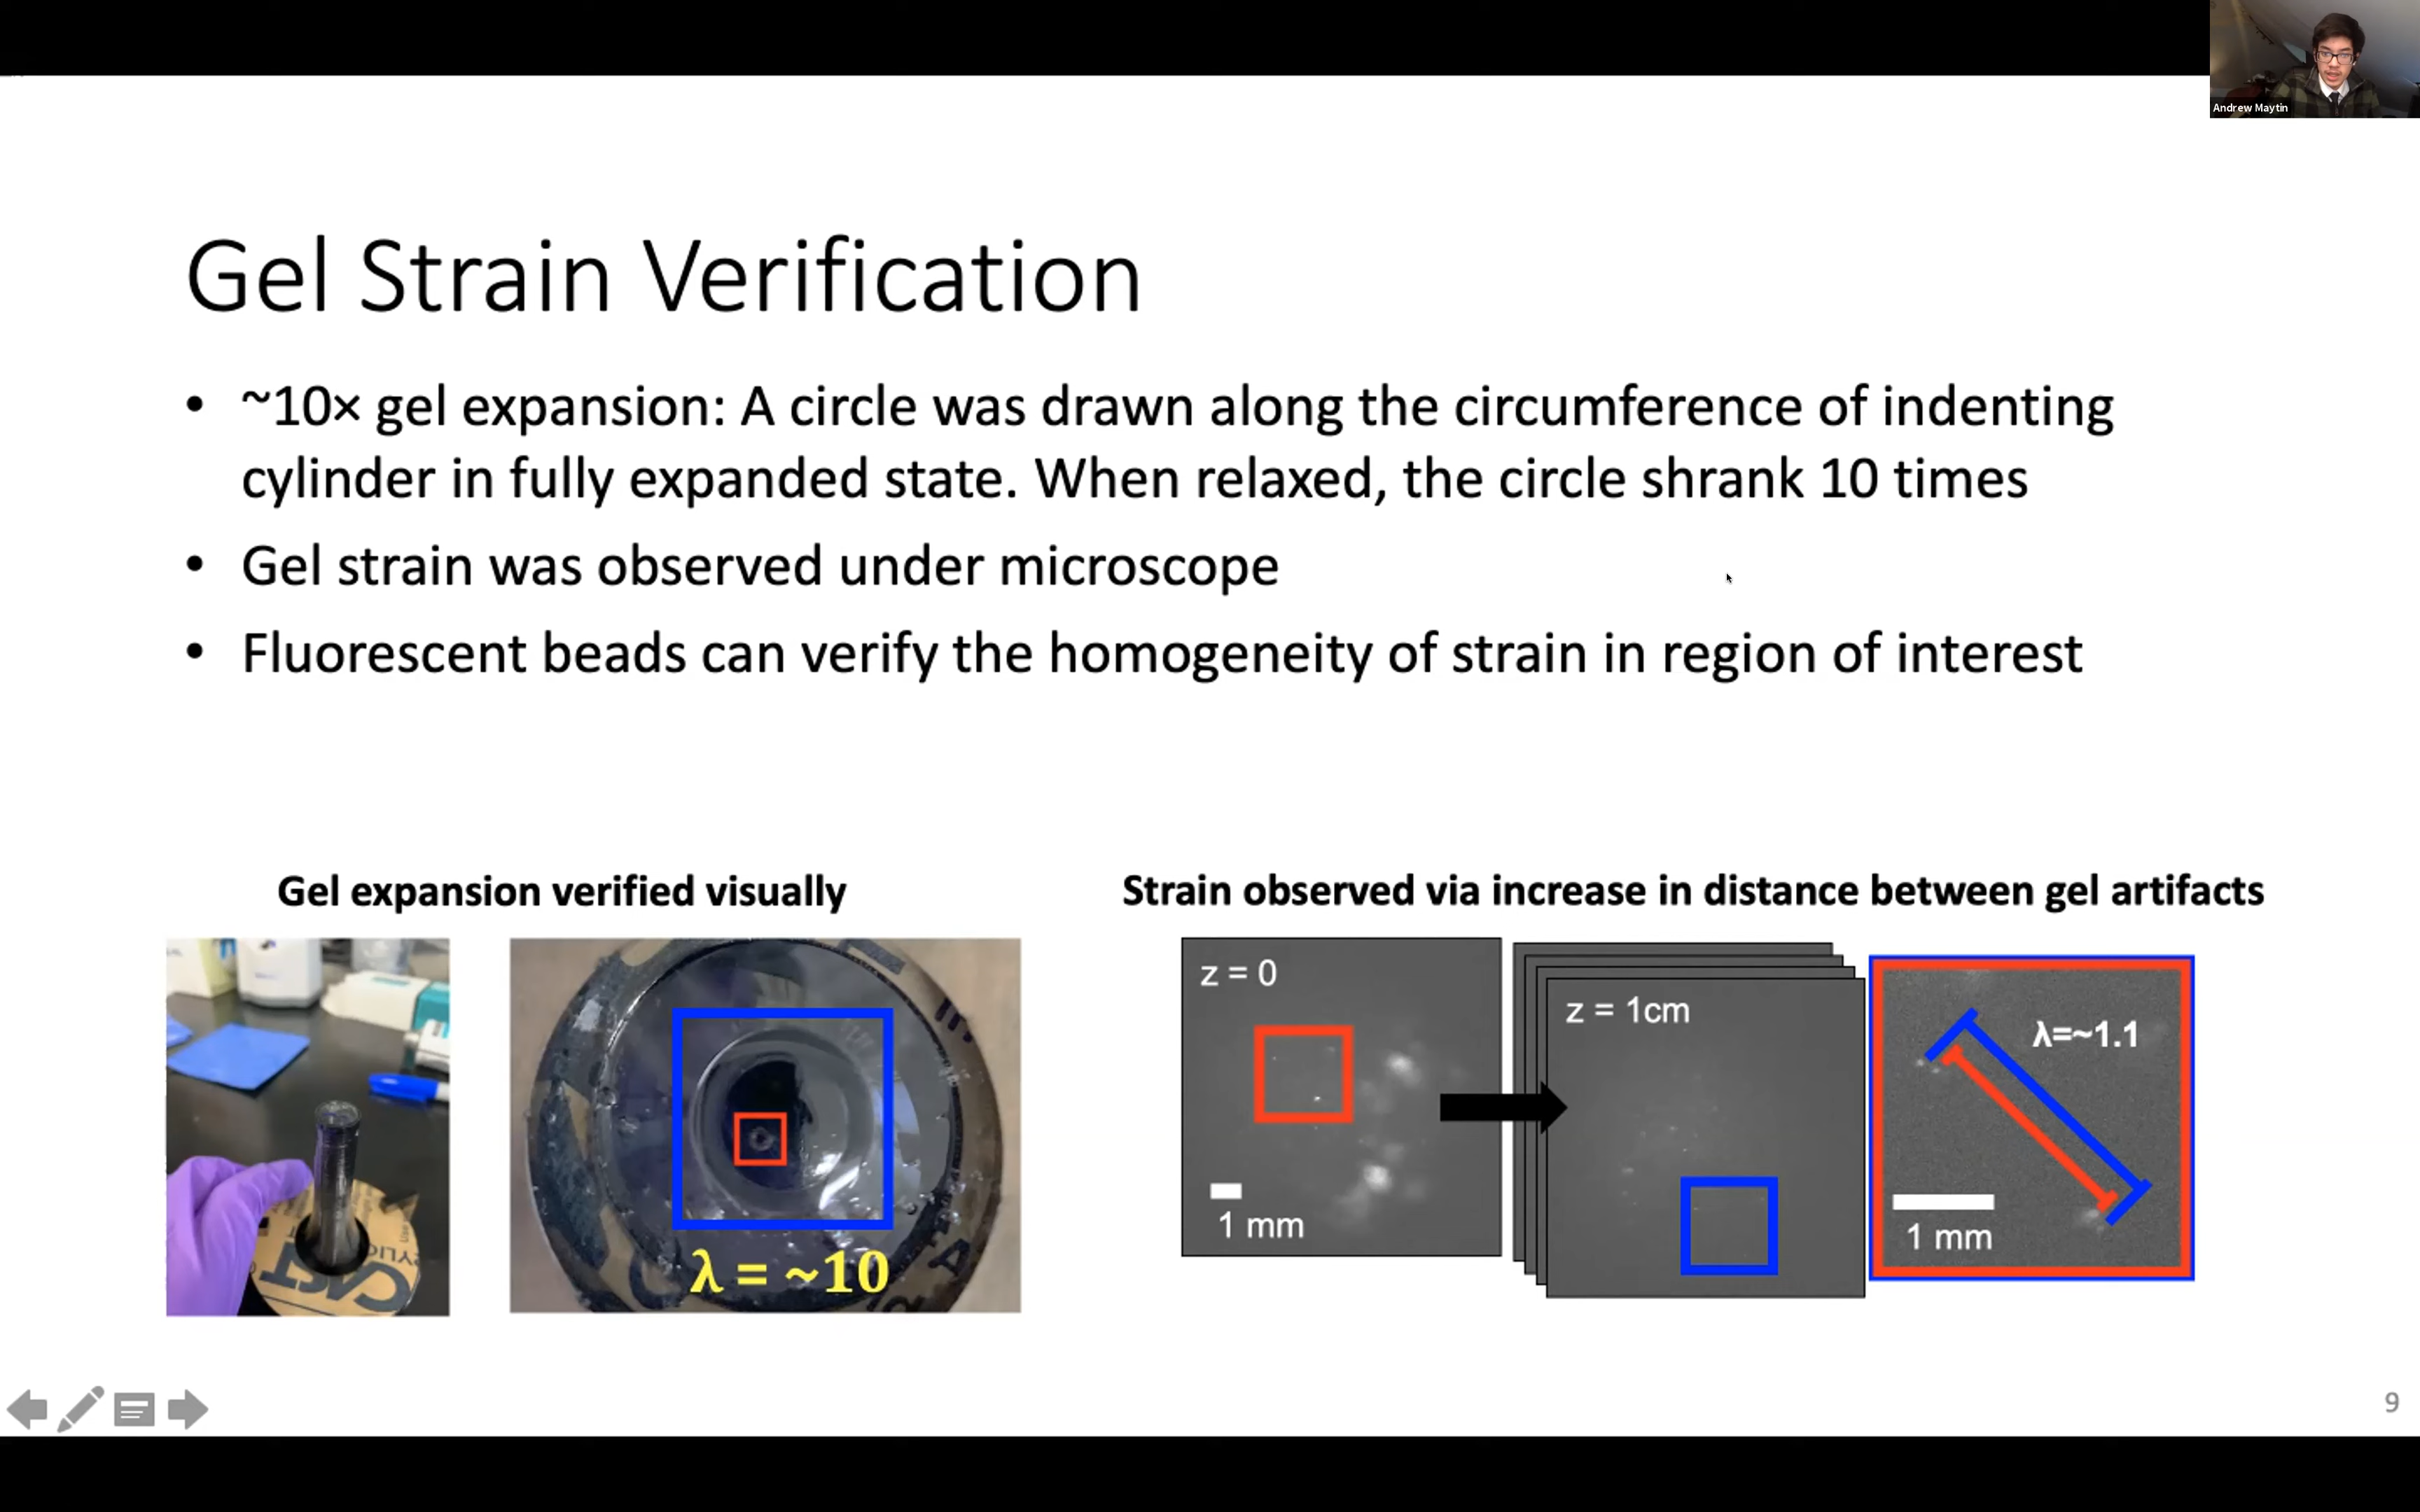 Andrew Maytin
Gel Strain Verification
• ~10× gel expansion: A circle was drawn along the circumference of indenting
cylinder in fully expanded state. When relaxed, the circle shrank 10 times
• Gel strain was observed under microscope
• Fluorescent beads can verify the homogeneity of strain in region of interest
Gel expansion verified visually
Strain observed via increase in distance between gel artifacts
CAST
λ = ~10
z = 0
1 mm
z = 1cm
λ=~1.1
1 mm
9